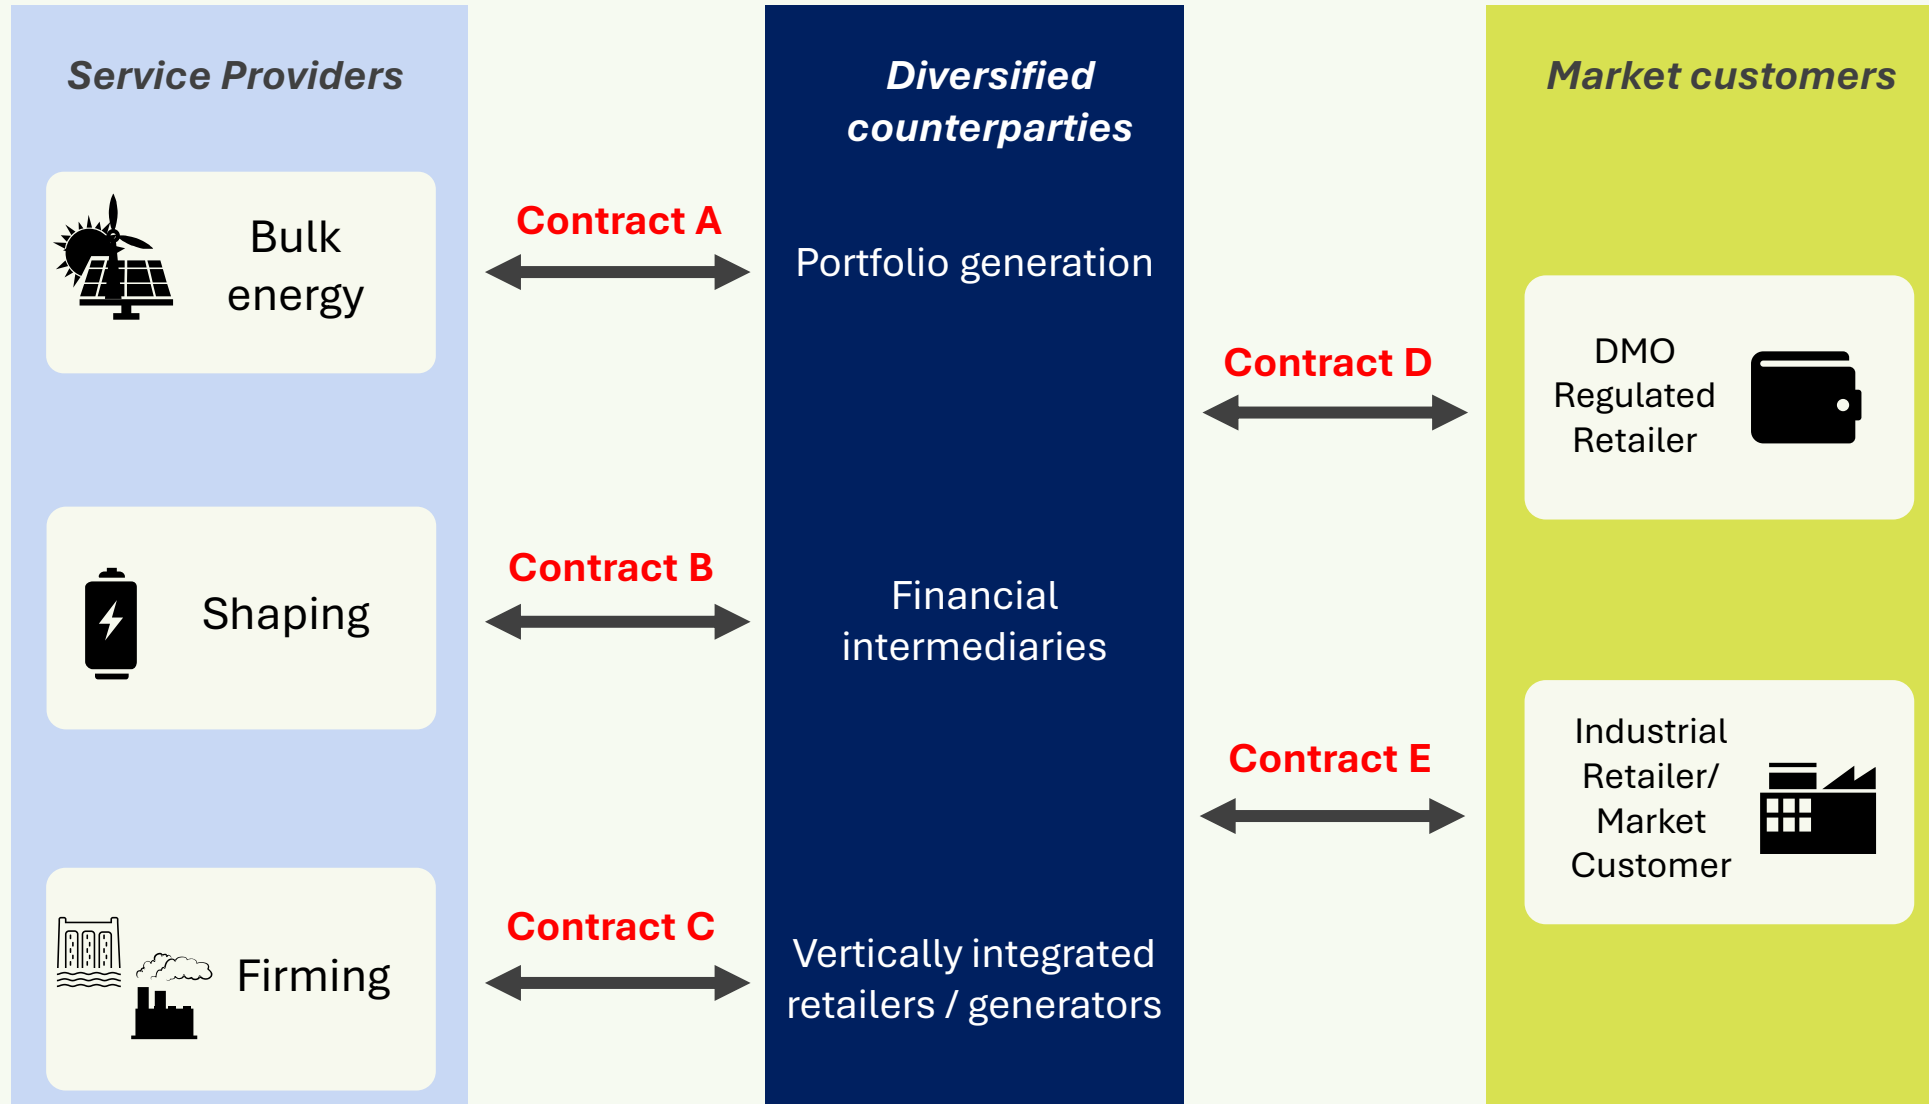 Service Providers
Bulk
energy
Shaping
Firming
Contract A
Contract B
Contract C
Diversified
counterparties
Portfolio generation
Financial
intermediaries
Vertically integrated
retailers / generators
Contract D
Contract E
Market customers
DMO
Regulated
Retailer
Industrial
Retailer/
Market
Customer